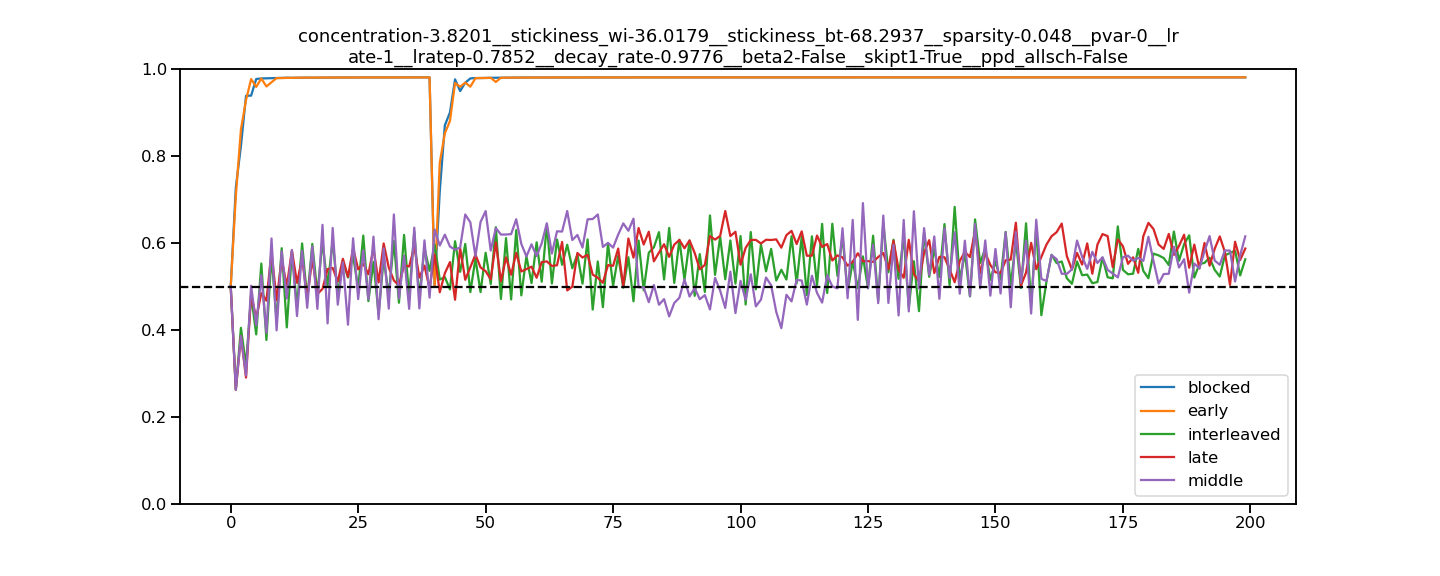 concentration-3.8201__stickiness_wi-36.0179__stickiness_bt-68.2937__sparsity-0.048__pvar-0__lr
ate-1__lratep-0.7852__decay_rate-0.9776__beta2-False__skipt1-True__ppd_allsch-False
1.0
0.8
0.6
0.4
0.2
0.0
0 25 50 75 100 125 150 175 200
blocked
early
interleaved
late
middle